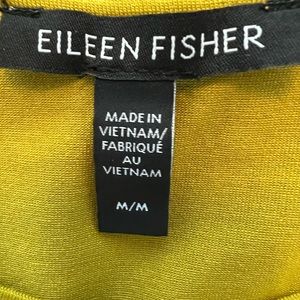 EILEEN FISHER
MADE IN
VIETNAM/
FABRIQUÉ
AU
VIETNAM
M/M